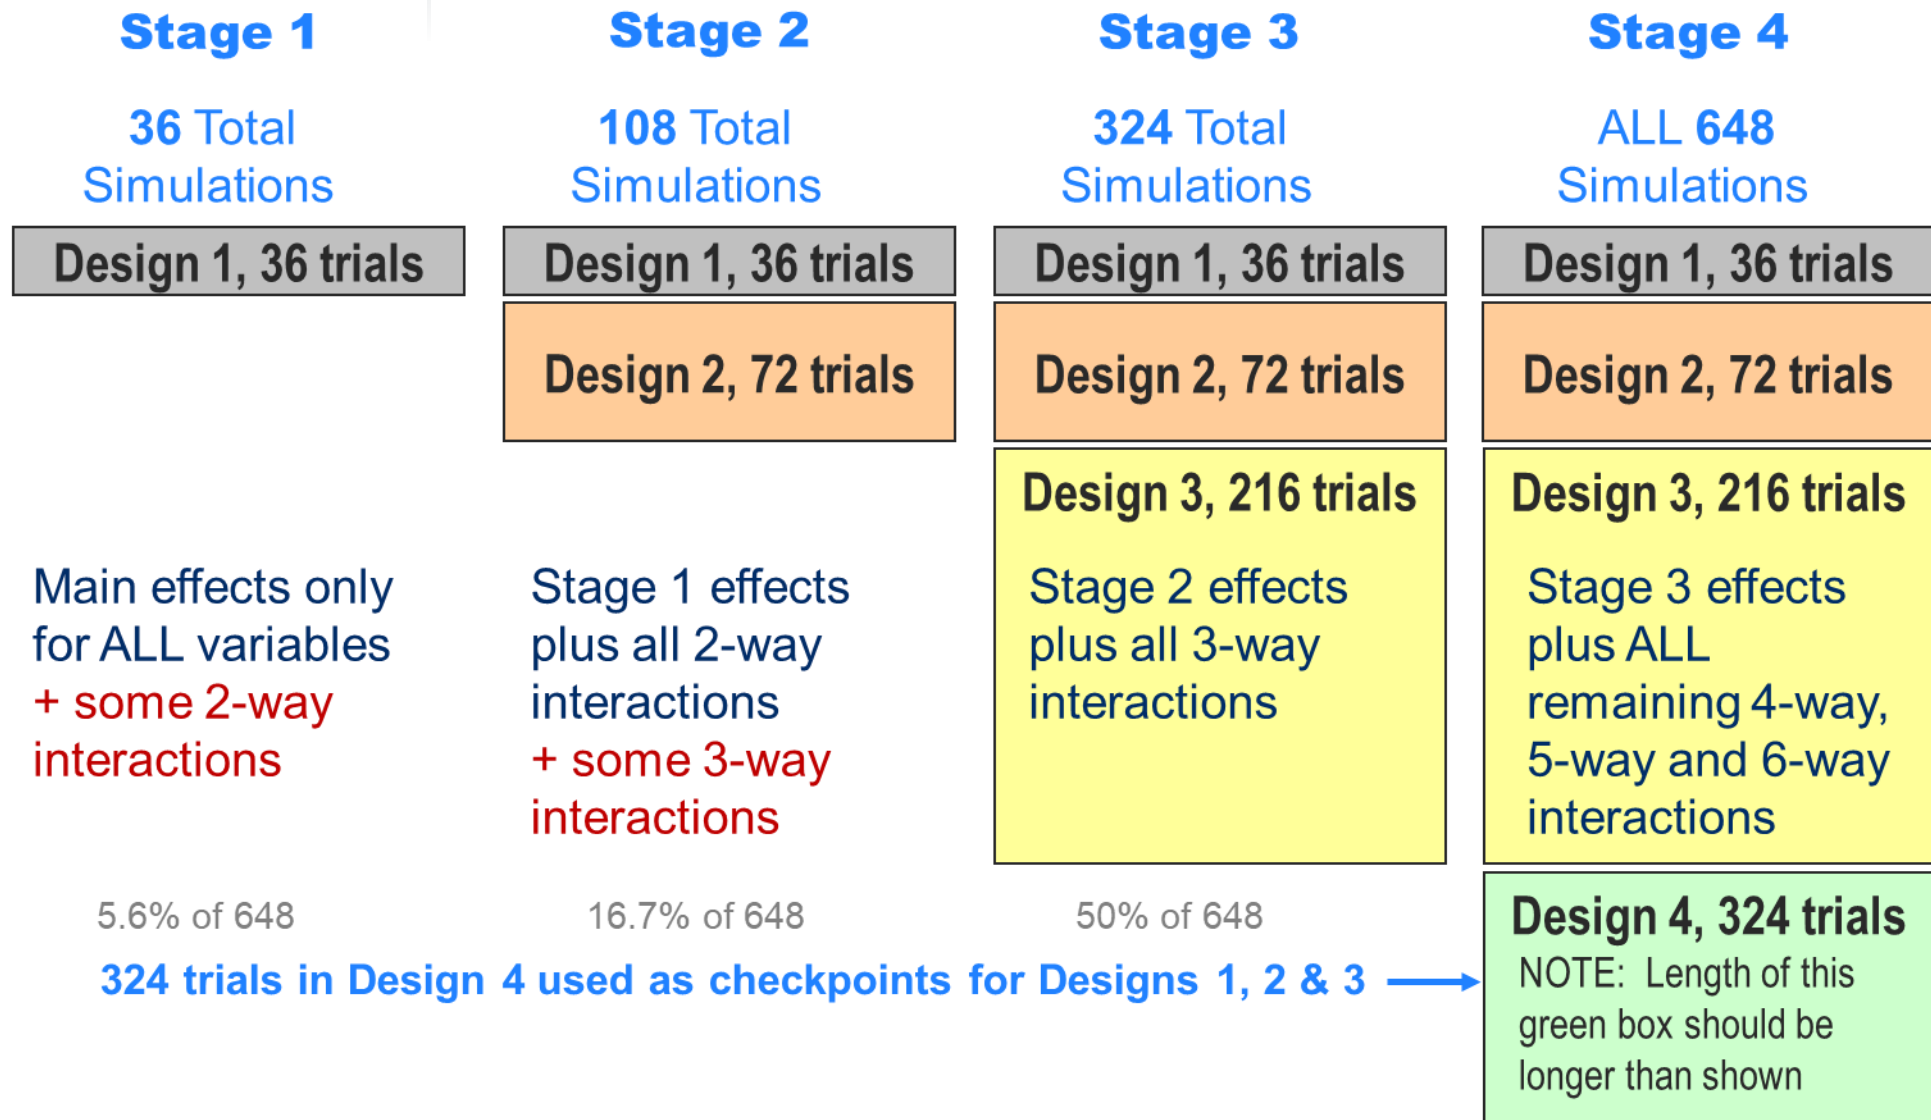 Stage 1
36 Total
Simulations
Design 1, 36 trials
Main effects only
for ALL variables
+ some 2-way
interactions
5.6% of 648
Stage 2
108 Total
Simulations
Design 1, 36 trials
Design 2, 72 trials
Stage 1 effects
plus all 2-way
interactions
+ some 3-way
interactions
16.7% of 648
Stage 3
324 Total
Simulations
Design 1, 36 trials
Design 2, 72 trials
Design 3, 216 trials
Stage 2 effects
plus all 3-way
interactions
50% of 648
Stage 4
ALL 648
Simulations
Design 1, 36 trials
Design 2, 72 trials
Design 3, 216 trials
Stage 3 effects
plus ALL
remaining 4-way,
5-way and 6-way
interactions
324 trials in Design 4 used as checkpoints for Designs 1, 2 & 3
Design 4, 324 trials
NOTE: Length of this
green box should be
longer than shown